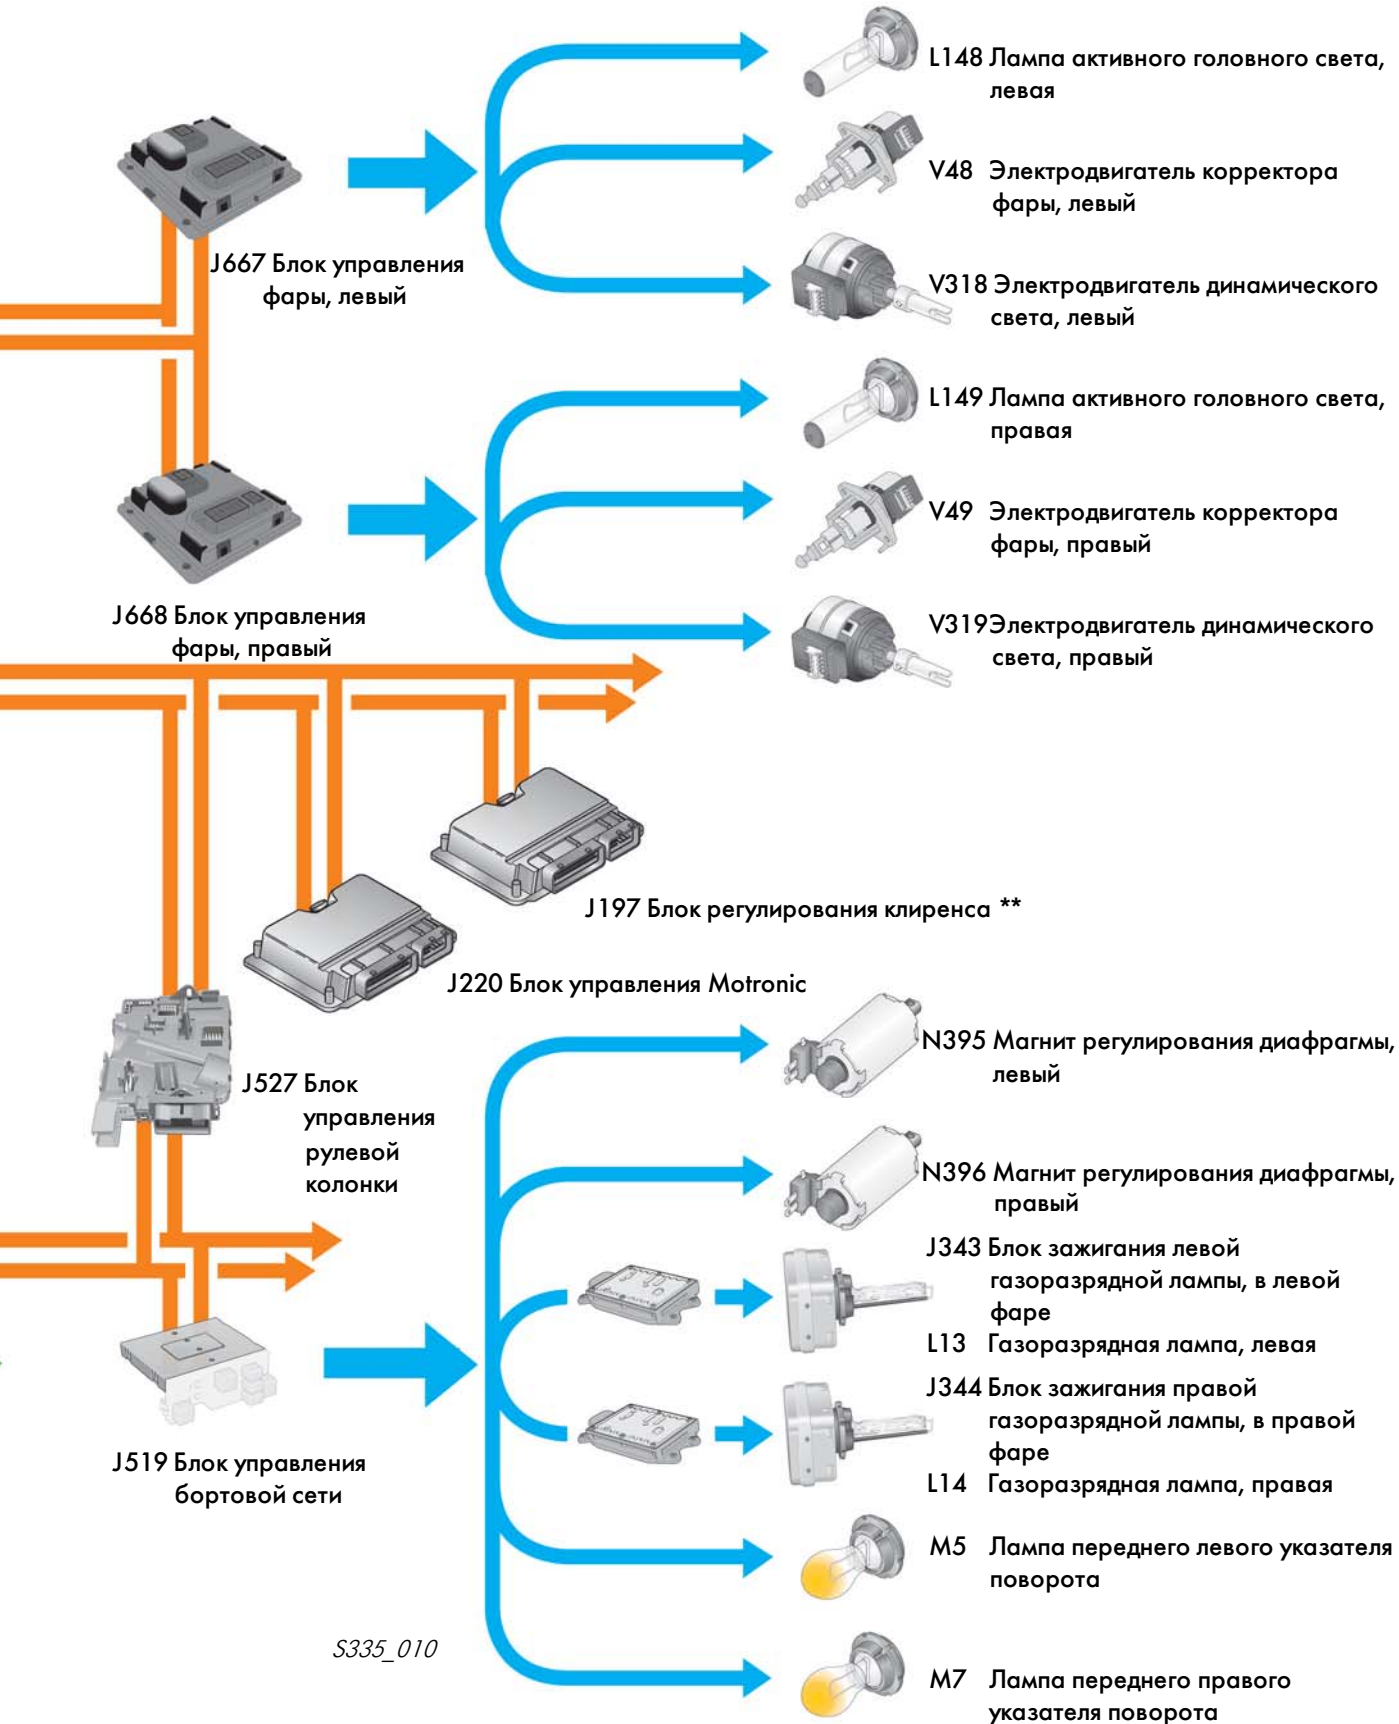 L148 Лампа активного головного света,
левая
V48 Электродвигатель корректора
фары, левый
J667 Блок управления
фары, левый
V318 Электродвигатель динамического
света, левый
L149 Лампа активного головного света,
правая
V49 Электродвигатель корректора
фары, правый
J668 Блок управления
фары, правый
V319Электродвигатель динамического
света, правый
J197 Блок регулирования клиренса **
J220 Блок управления Motronic
N395 Магнит регулирования диафрагмы,
левый
J527 Блок
управления
рулевой
колонки
N396 Магнит регулирования диафрагмы,
правый
J343 Блок зажигания левой
газоразрядной лампы, в левой
фаре
L13 Газоразрядная лампа, левая
J344 Блок зажигания правой
газоразрядной лампы, в правой
фаре
L14 Газоразрядная лампа, правая
J519 Блок управления
бортовой сети
M5 Лампа переднего левого указателя
поворота
S335_010
M7 Лампа переднего правого
указателя поворота